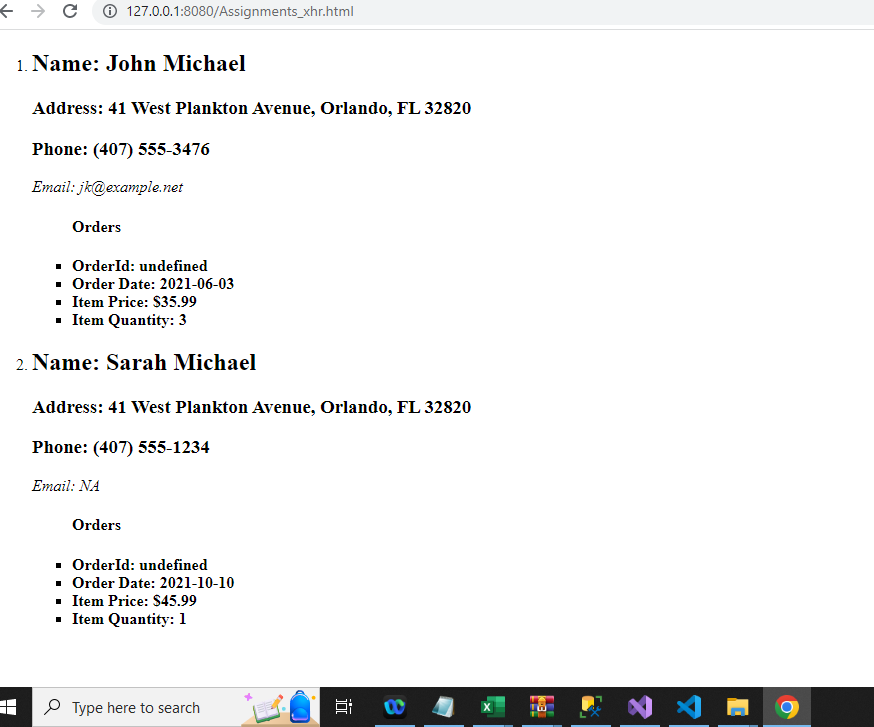 127.0.0.1:8080/Assignments_xhr.html
1. Name: John Michael
Address: 41 West Plankton Avenue, Orlando, FL 32820
Phone: (407) 555-3476
Email: jk@example.net
Orders
▪ OrderId: undefined
▪ Order Date: 2021-06-03
▪ Item Price: $35.99
▪ Item Quantity: 3
2. Name: Sarah Michael
Address: 41 West Plankton Avenue, Orlando, FL 32820
Phone: (407) 555-1234
Email: NA
Orders
▪ OrderId: undefined
▪ Order Date: 2021-10-10
▪ Item Price: $45.99
▪ Item Quantity: 1
Type here to search